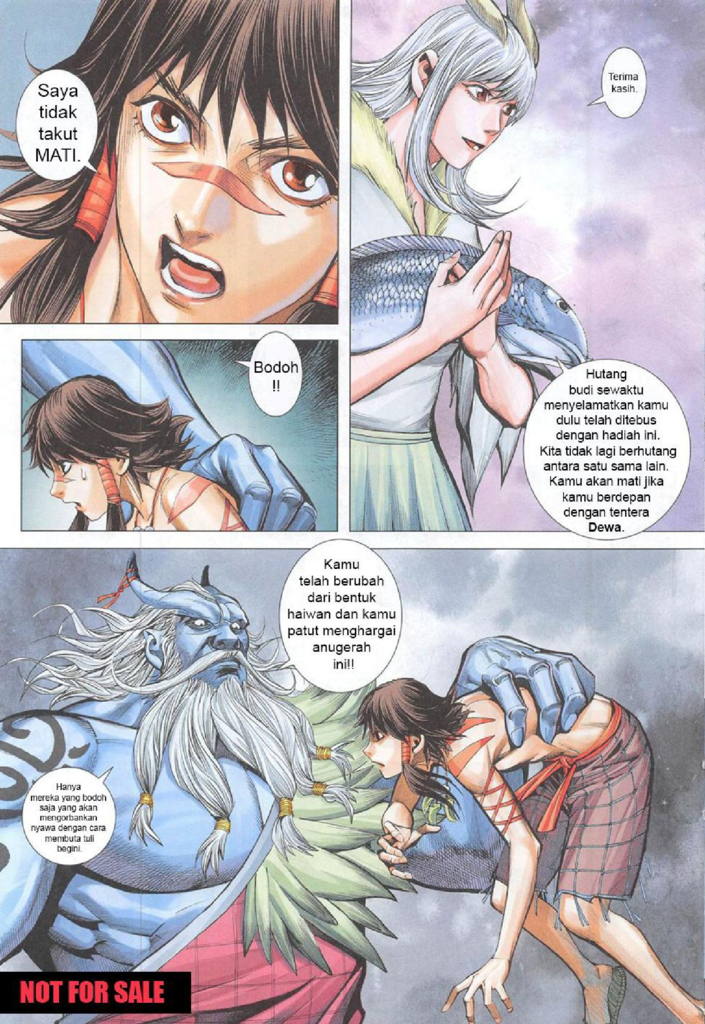 Saya
tidak
takut
MATI.
Terima
kasih.
Hutang
budi sewaktu
menyelamatkan kamu
dulu telah ditebus
dengan hadiah ini.
Kita tidak lagi berhutang
antara satu sama lain.
Kamu akan mati jika
kamu berdepan
dengan tentera
Dewa.
Bodoh
!!
Kamu
telah berubah
dari bentuk
haiwan dan kamu
patut menghargai
anugerah
ini!!
Hanya
mereka yang bodoh
saja yang akan
mengorbankan
nyawa dengan cara
membuta tuli
begini.
NOT FOR SALE